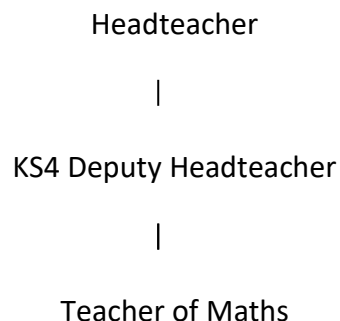 Headteacher
|
KS4 Deputy Headteacher
|
Teacher of Maths